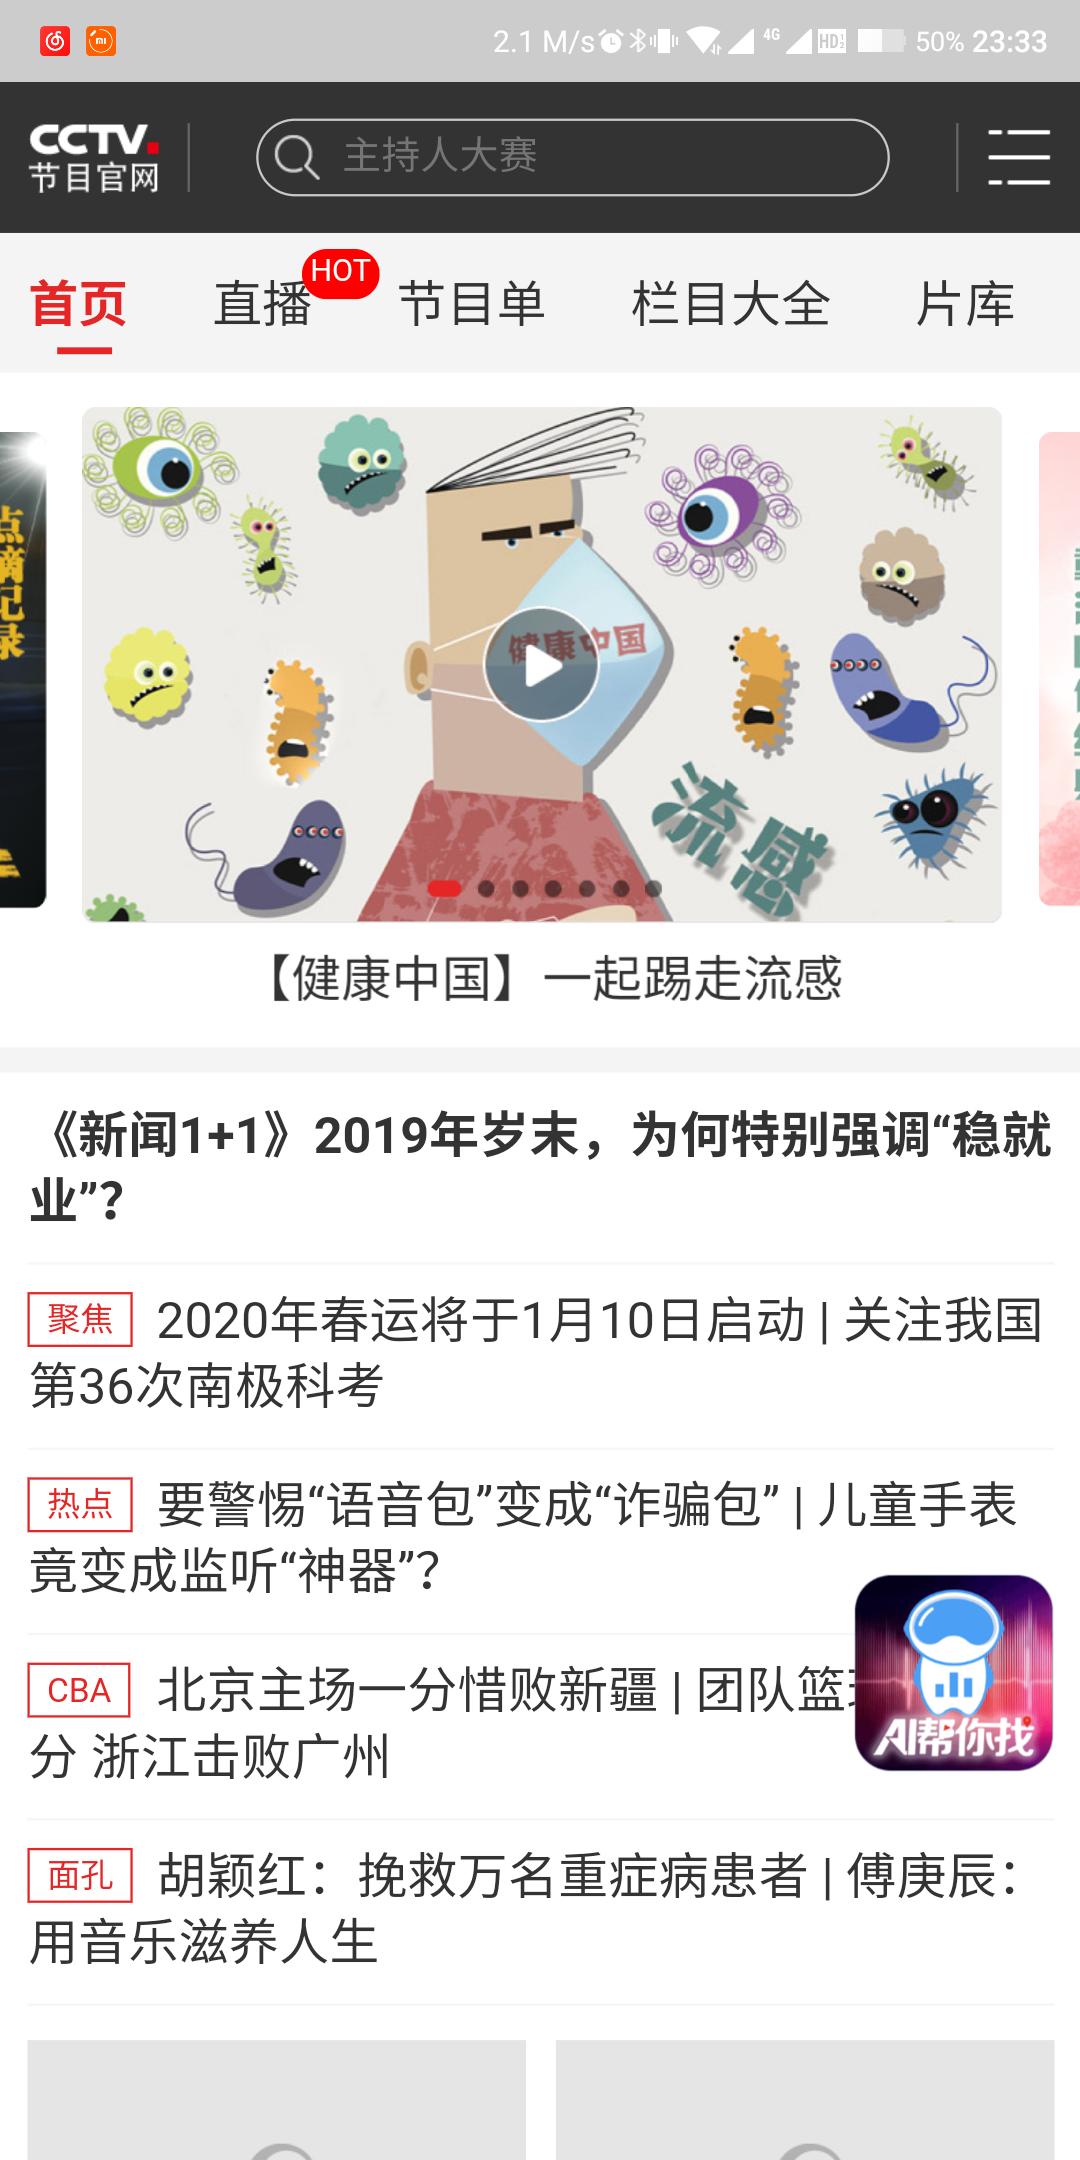 2.1 M/s 4G HD 50% 23:33
CCTV.
节目官网
主持人大赛
HOT
首页 直播 节目单 栏目大全 片库
点滴记录
健康中国
流感
【健康中国】一起踢走流感
《新闻1+1》2019年岁末，为何特别强调“稳就
业”？
聚焦 2020年春运将于1月10日启动 | 关注我国
第36次南极科考
热点 要警惕“语音包”变成“诈骗包” | 儿童手表
竟变成监听“神器”？
CBA 北京主场一分惜败新疆 | 团队篮
分 浙江击败广州
AI帮你找
面孔 胡颖红：挽救万名重症病患者 | 傅庚辰：
用音乐滋养人生